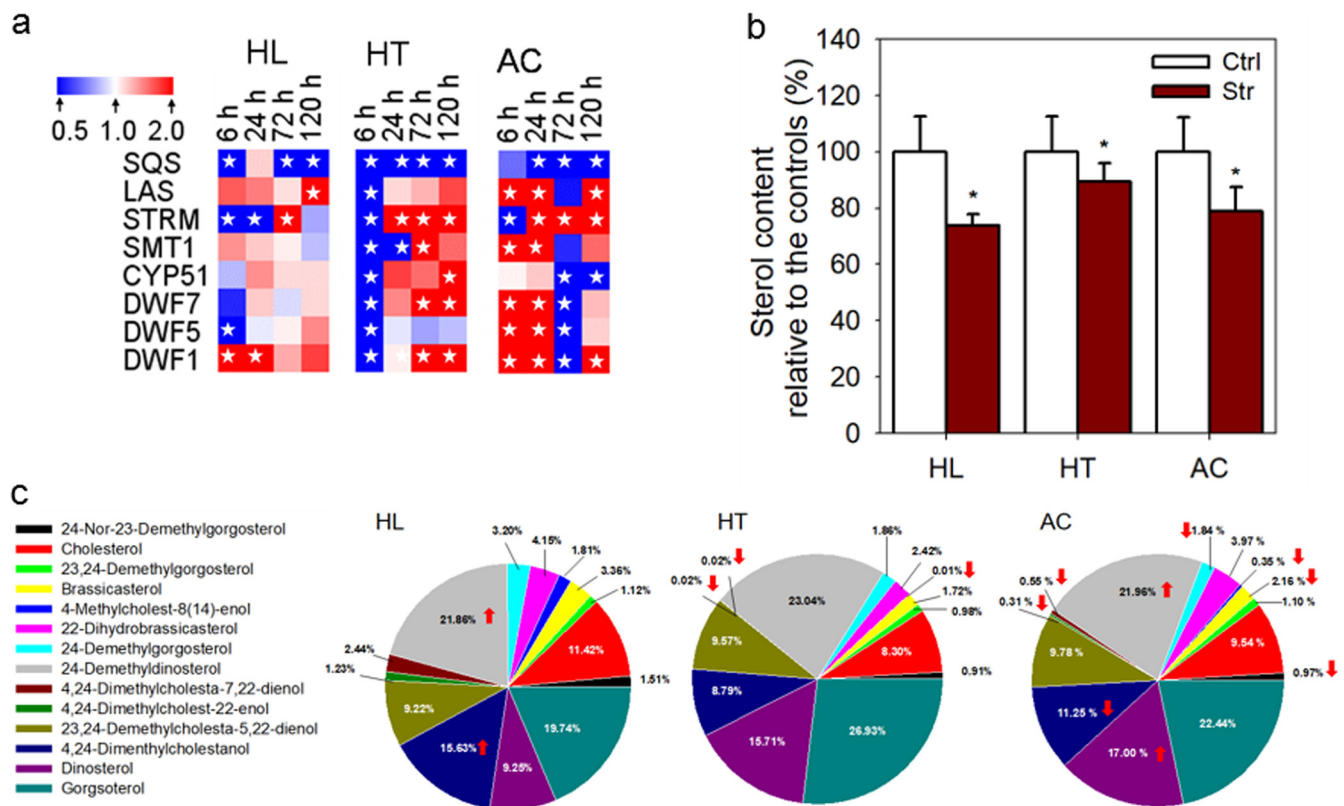 a
HL HT AC
0.5 1.0 2.0
6 h 24 h 72 h 120 h 6 h 24 h 72 h 120 h 6 h 24 h 72 h 120 h
SQS
LAS
STRM
SMT1
CYP51
DWF7
DWF5
DWF1
b
Sterol content
relative to the controls (%)
140
120
100
80
60
40
20
0
Ctrl
Str
* * *
HL HT AC
c
24-Nor-23-Demethylgorgosterol
Cholesterol
23,24-Demethylgorgosterol
Brassicasterol
4-Methylcholest-8(14)-enol
22-Dihydrobrassicasterol
24-Demethylgorgosterol
24-Demethyldinosterol
4,24-Dimethylcholesta-7,22-dienol
4,24-Dimethylcholest-22-enol
23,24-Demethylcholesta-5,22-dienol
4,24-Dimenthylcholestanol
Dinosterol
Gorgsoterol
HL
3.20%
4.15%
1.81%
3.36%
1.12%
11.42%
1.51%
19.74%
9.25%
15.63%
9.22%
1.23%
2.44%
21.86%
HT
1.86%
2.42%
0.01%
1.72%
0.98%
8.30%
0.91%
26.93%
15.71%
8.79%
9.57%
0.02%
0.02%
23.04%
AC
1.84 %
3.97 %
0.35 %
2.16 %
1.10 %
9.54 %
0.97%
22.44%
17.00 %
11.25 %
9.78 %
0.31 %
0.55 %
21.96%